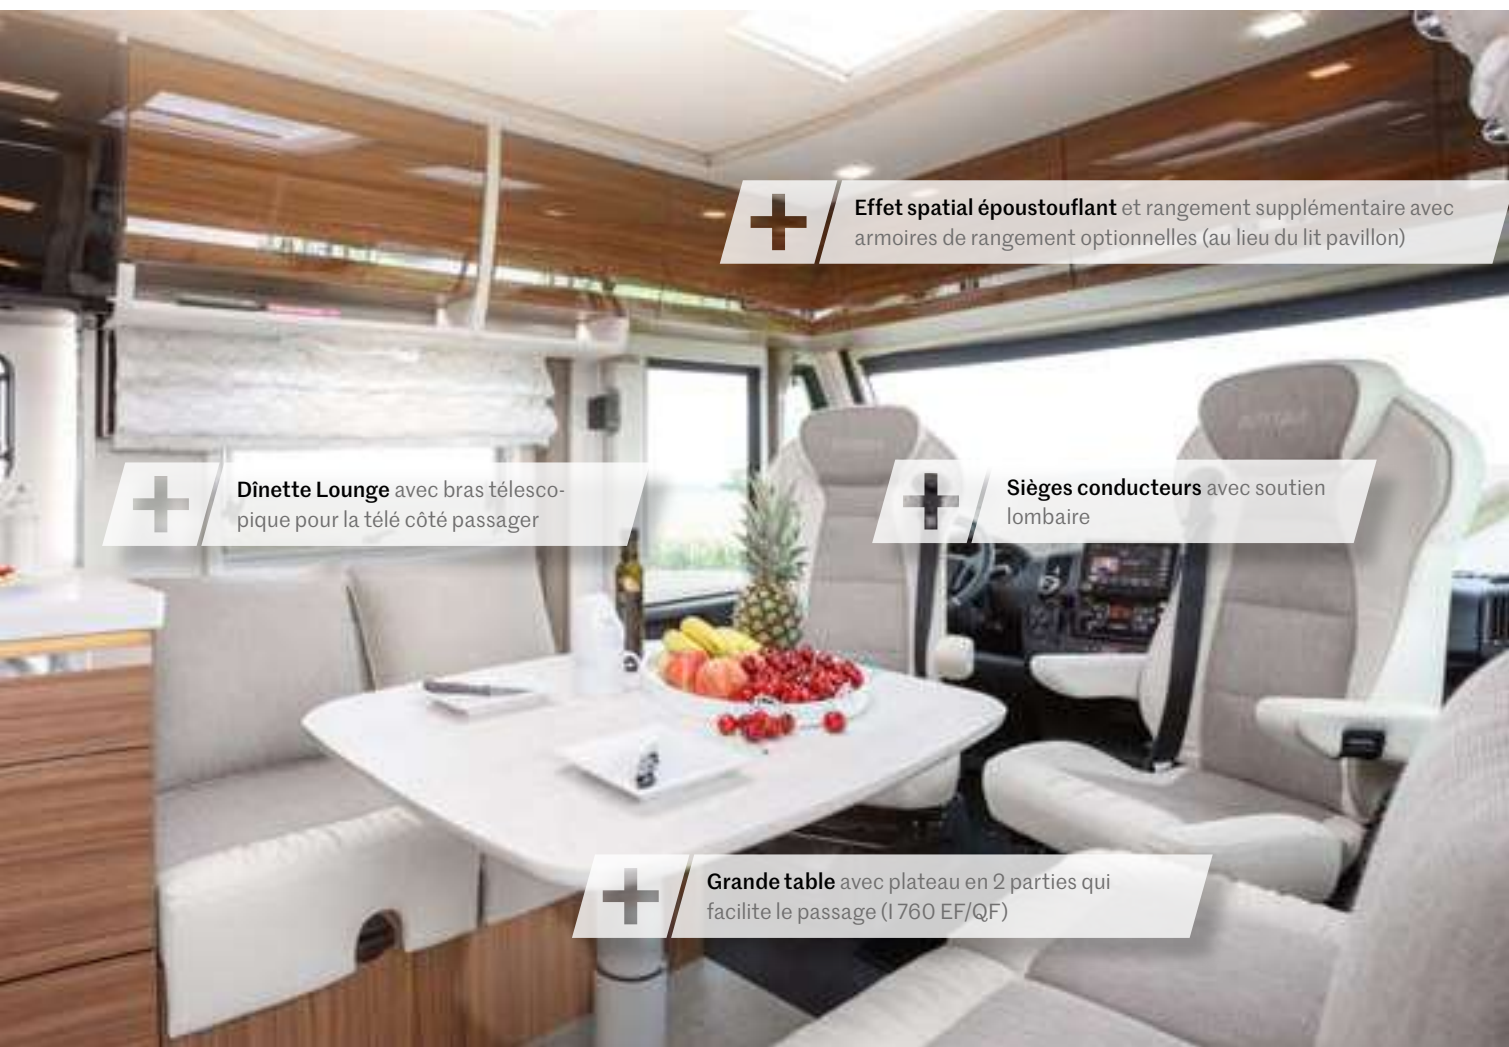 Effet spatial époustouflant et rangement supplémentaire avec
armoires de rangement optionnelles (au lieu du lit pavillon)
Dînette Lounge avec bras télesco-
pique pour la télé côté passager
Sièges conducteurs avec soutien
lombaire
Grande table avec plateau en 2 parties qui
facilite le passage (I 760 EF/QF)